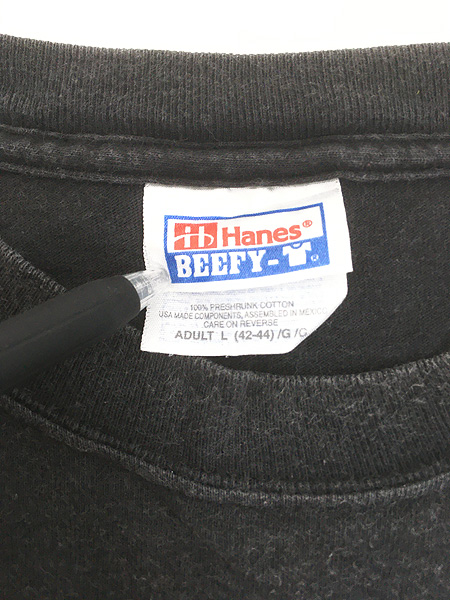 Hanes®
BEEFY-T®
100% PRESHRUNK COTTON
USA MADE COMPONENTS, ASSEMBLED IN MEXICO
CARE ON REVERSE
ADULT L (42-44) /G /G